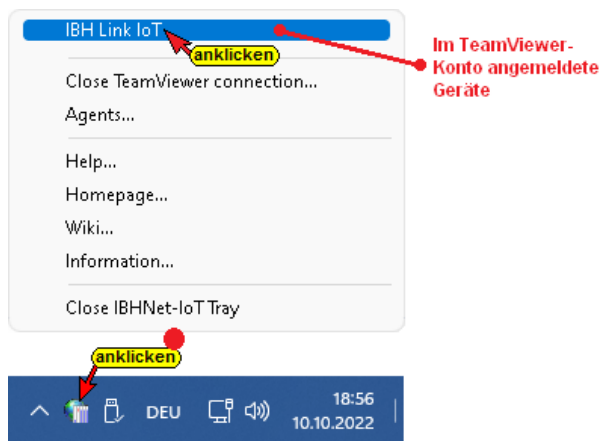 IBH Link IoT
anklicken
Im TeamViewer-
Konto angemeldete
Geräte
Close TeamViewer connection...
Agents...
Help...
Homepage...
Wiki...
Information...
Close IBHNet-IoT Tray
anklicken
DEU
18:56
10.10.2022